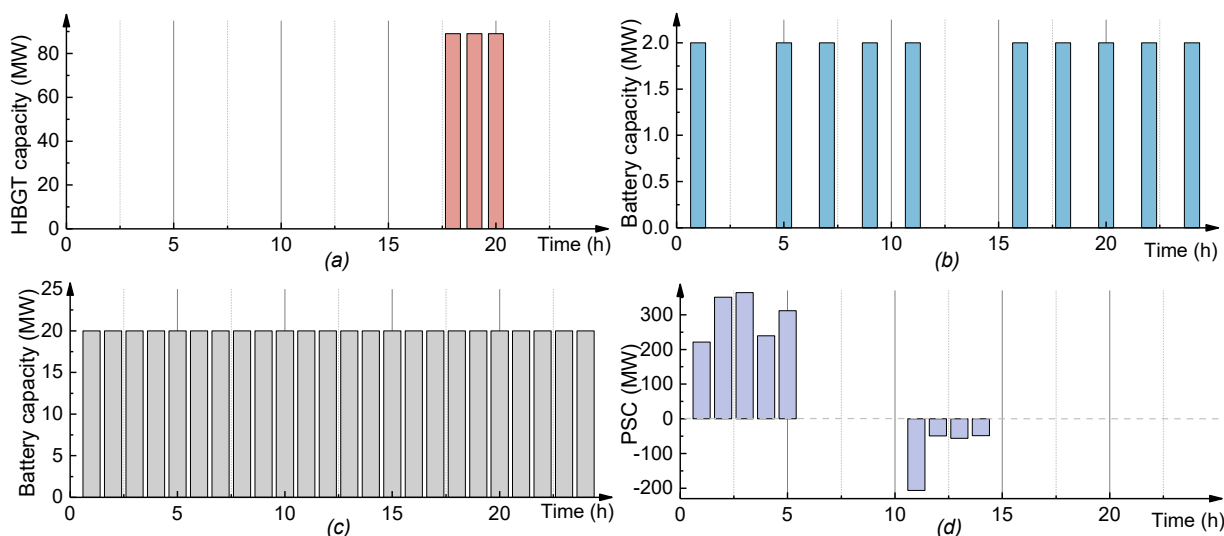 HBGT capacity (MW)
80
60
40
20
0
0 5 10 15 20 Time (h)
(a)
Battery capacity (MW)
2.0
1.5
1.0
0.5
0.0
0 5 10 15 20 Time (h)
(b)
Battery capacity (MW)
25
20
15
10
5
0
0 5 10 15 20 Time (h)
(c)
PSC (MW)
300
200
100
0
-100
-200
0 5 10 15 20 Time (h)
(d)